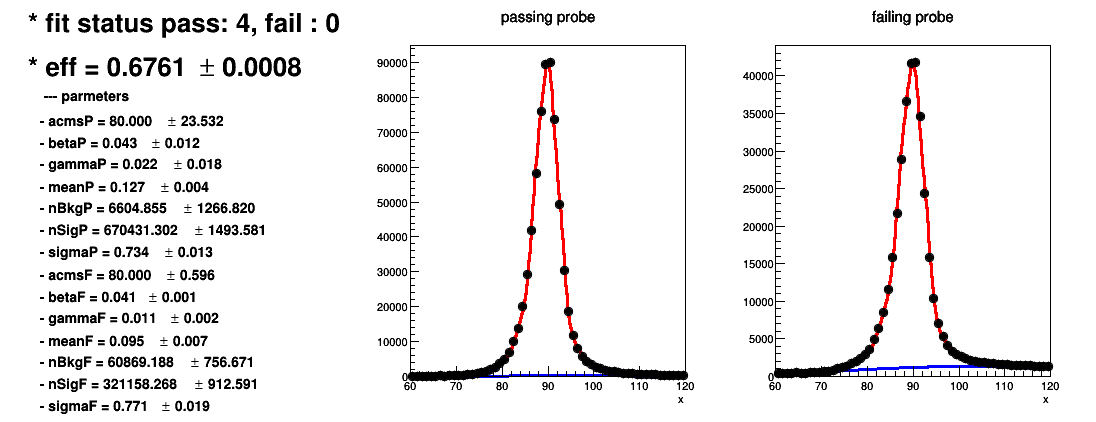 * fit status pass: 4, fail : 0
* eff = 0.6761 ± 0.0008
--- parmeters
- acmsP = 80.000 ± 23.532
- betaP = 0.043 ± 0.012
- gammaP = 0.022 ± 0.018
- meanP = 0.127 ± 0.004
- nBkgP = 6604.855 ± 1266.820
- nSigP = 670431.302 ± 1493.581
- sigmaP = 0.734 ± 0.013
- acmsF = 80.000 ± 0.596
- betaF = 0.041 ± 0.001
- gammaF = 0.011 ± 0.002
- meanF = 0.095 ± 0.007
- nBkgF = 60869.188 ± 756.671
- nSigF = 321158.268 ± 912.591
- sigmaF = 0.771 ± 0.019
passing probe
90000
80000
70000
60000
50000
40000
30000
20000
10000
0
60 70 80 90 100 110 120
x
failing probe
40000
35000
30000
25000
20000
15000
10000
5000
0
60 70 80 90 100 110 120
x